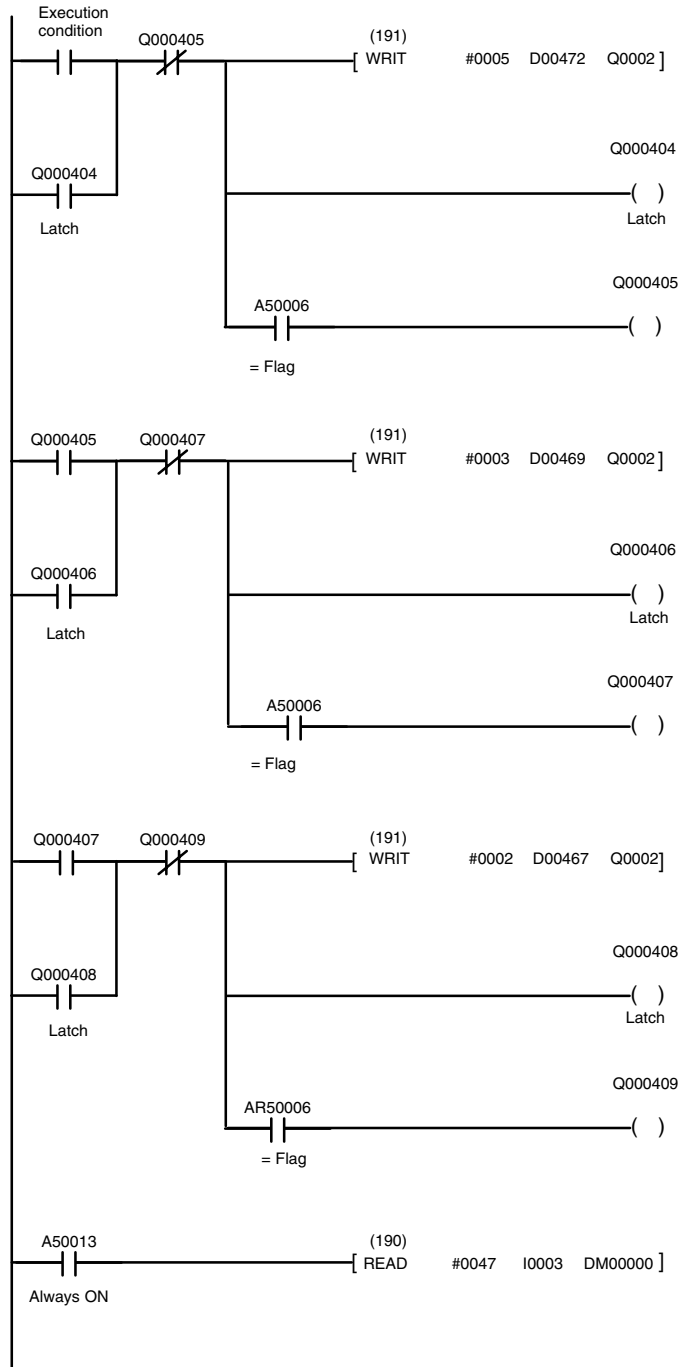 Execution
condition
Q000405
(191)
[ WRIT #0005 D00472 Q0002 ]
Q000404
Q000404
( )
Latch
Latch
Q000405
A50006
( )
= Flag
Q000405
Q000407
(191)
[ WRIT #0003 D00469 Q0002 ]
Q000406
Q000406
( )
Latch
Latch
Q000407
A50006
( )
= Flag
Q000407
Q000409
(191)
[ WRIT #0002 D00467 Q0002]
Q000408
Q000408
( )
Latch
Latch
Q000409
AR50006
( )
= Flag
A50013
(190)
[ READ #0047 I0003 DM00000 ]
Always ON